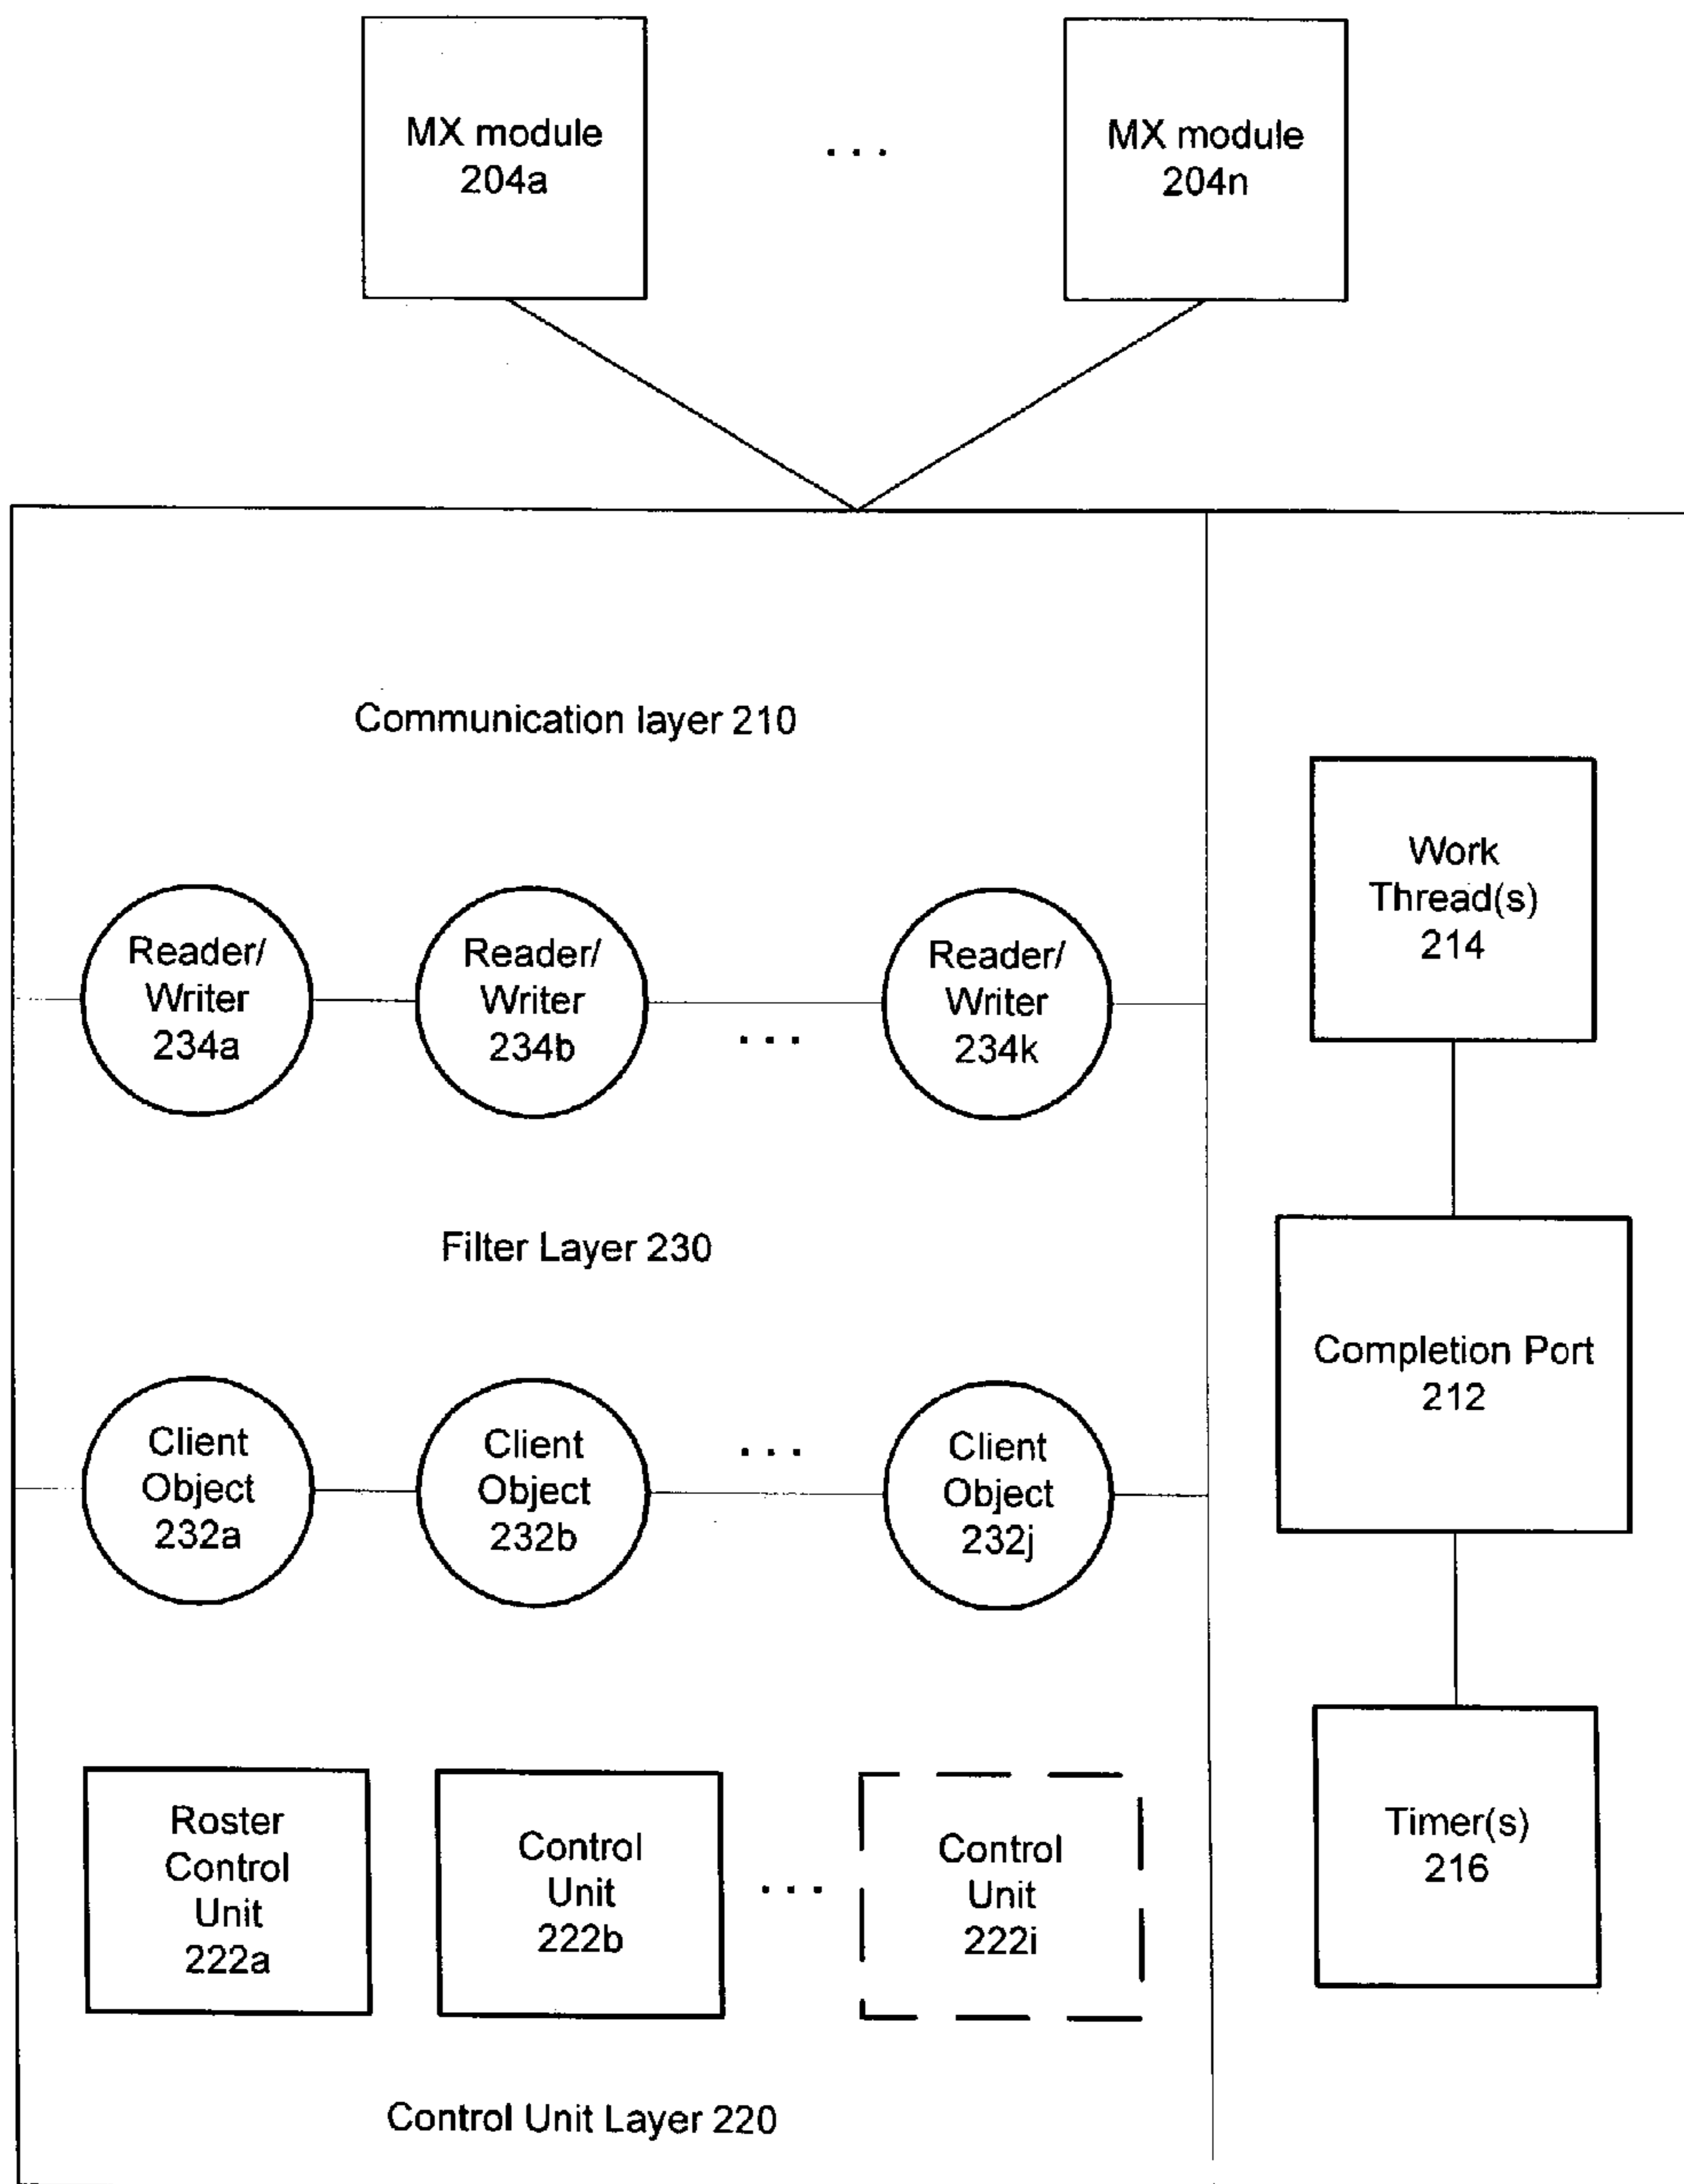 MX module
204a
...
MX module
204n
Communication layer 210
Reader/
Writer
234a
Reader/
Writer
234b
...
Reader/
Writer
234k
Filter Layer 230
Client
Object
232a
Client
Object
232b
...
Client
Object
232j
Roster
Control
Unit
222a
Control
Unit
222b
...
Control
Unit
222i
Control Unit Layer 220
Work
Thread(s)
214
Completion Port
212
Timer(s)
216